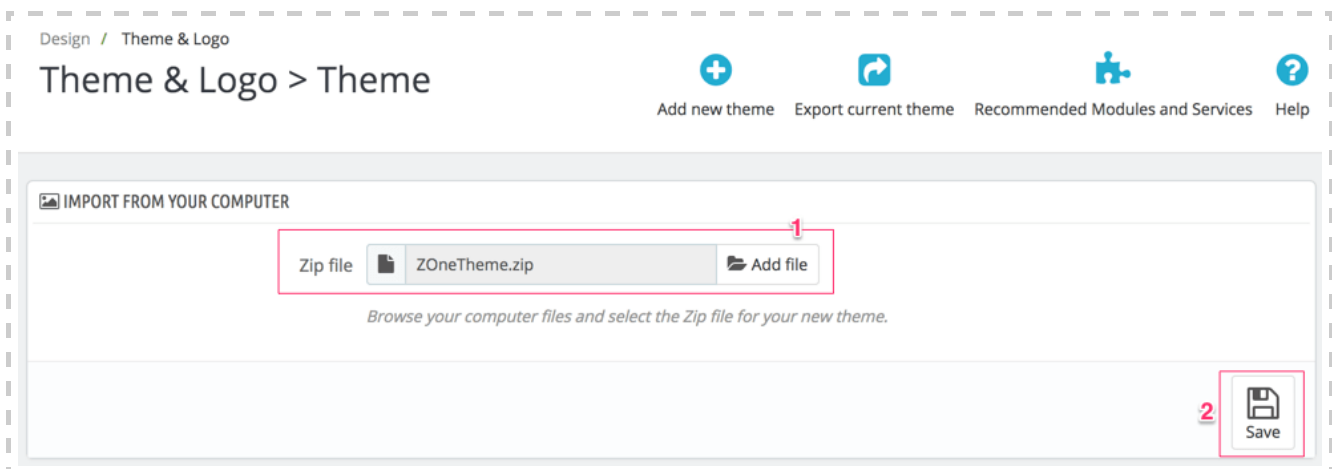 Design / Theme & Logo
Theme & Logo > Theme
Add new theme Export current theme Recommended Modules and Services Help
IMPORT FROM YOUR COMPUTER
1
Zip file ZOneTheme.zip Add file
Browse your computer files and select the Zip file for your new theme.
2 Save